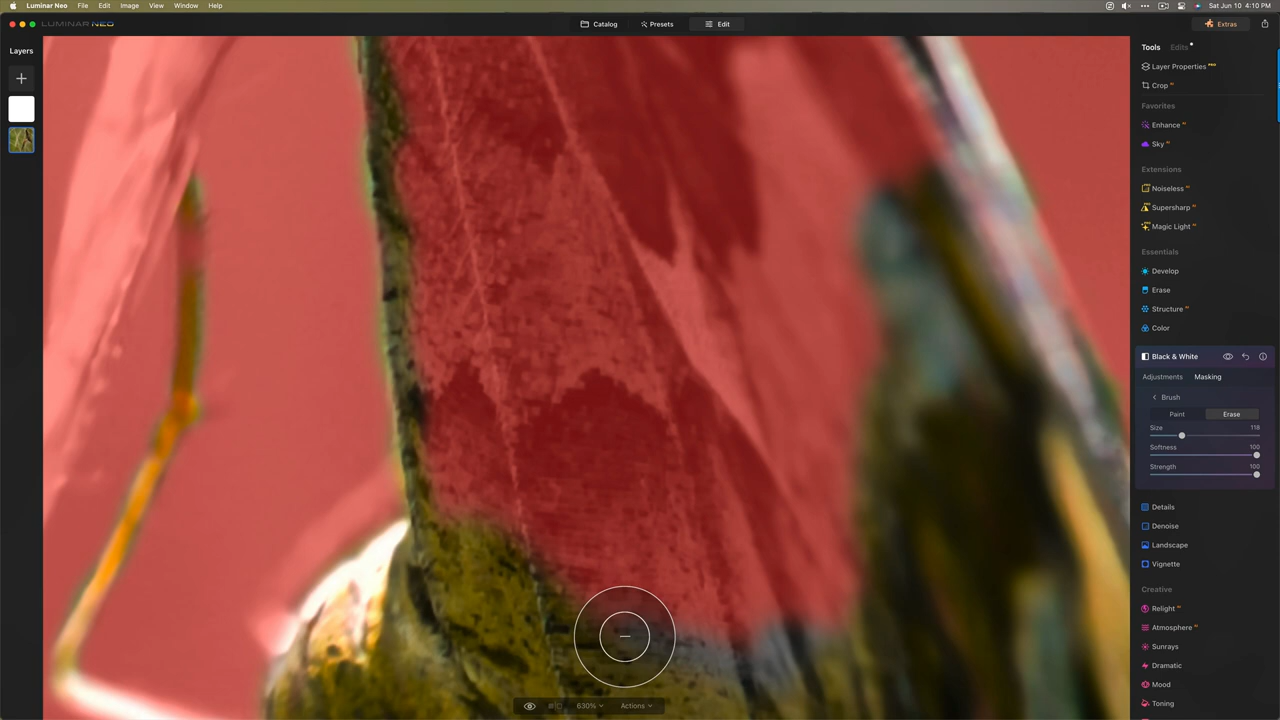 Luminar Neo File Edit Image View Window Help Sat Jun 10 4:10 PM
LUMINAR NEO Catalog Presets Edit Extras
Layers
Tools Edits
Layer Properties PRO
Crop
Favorites
Enhance
Sky
Extensions
Noiseless
Supersharp
Magic Light
Essentials
Develop
Erase
Structure
Color
Black & White
Adjustments Masking
Brush
Paint Erase
Size 118
Softness 100
Strength 100
Details
Denoise
Landscape
Vignette
Creative
Relight
Atmosphere
Sunrays
Dramatic
Mood
Toning
630% Actions